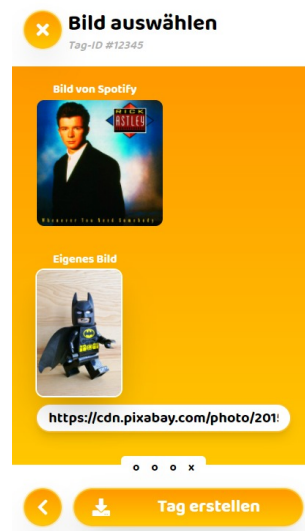 Bild auswählen
Tag-ID #12345
Bild von Spotify
RICK
ASTLEY
Whenever You Need Somebody
Eigenes Bild
https://cdn.pixabay.com/photo/201
o o o x
Tag erstellen